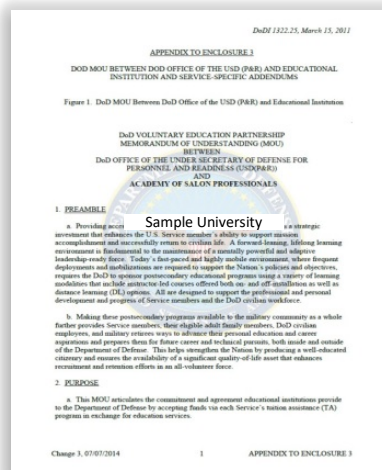 DoDI 1322.25, March 15, 2011
APPENDIX TO ENCLOSURE 3
DOD MOU BETWEEN DOD OFFICE OF THE USD (P&R) AND EDUCATIONAL
INSTITUTION AND SERVICE-SPECIFIC ADDENDUMS
Figure 1. DoD MOU Between DoD Office of the USD (P&R) and Educational Institution
DoD VOLUNTARY EDUCATION PARTNERSHIP
MEMORANDUM OF UNDERSTANDING (MOU)
BETWEEN
DoD OFFICE OF THE UNDER SECRETARY OF DEFENSE FOR
PERSONNEL AND READINESS (USD(P&R))
AND
ACADEMY OF SALON PROFESSIONALS
Sample University
1. PREAMBLE
a. Providing acces a strategic
investment that enhances the U.S. Service member's ability to support mission
accomplishment and successfully return to civilian life. A forward-leaning, lifelong learning
environment is fundamental to the maintenance of a mentally powerful and adaptive
leadership-ready force. Today's fast-paced and highly mobile environment, where frequent
deployments and mobilizations are required to support the Nation's policies and objectives,
requires the DoD to sponsor postsecondary educational programs using a variety of learning
modalities that include instructor-led courses offered both on- and off-installation as well as
distance learning (DL) options. All are designed to support the professional and personal
development and progress of Service members and the DoD civilian workforce.
b. Making these postsecondary programs available to the military community as a whole
further provides Service members, their eligible adult family members, DoD civilian
employees, and military retirees ways to advance their personal education and career
aspirations and prepares them for future career and technical pursuits, both inside and outside
of the Department of Defense. This helps strengthen the Nation by producing a well-educated
citizenry and ensures the availability of a significant quality-of-life asset that enhances
recruitment and retention efforts in an all-volunteer force.
2. PURPOSE
a. This MOU articulates the commitment and agreement educational institutions provide
to the Department of Defense by accepting funds via each Service's tuition assistance (TA)
program in exchange for education services.
Change 3, 07/07/2014 1 APPENDIX TO ENCLOSURE 3